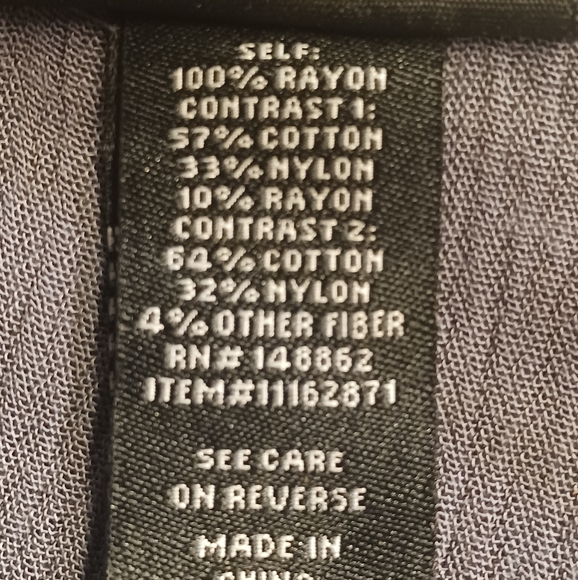 SELF:
100% RAYON
CONTRAST 1:
57% COTTON
33% NYLON
10% RAYON
CONTRAST 2:
64% COTTON
32% NYLON
4% OTHER FIBER
RN# 148862
ITEM#11162871
SEE CARE
ON REVERSE
MADE IN
CHINA